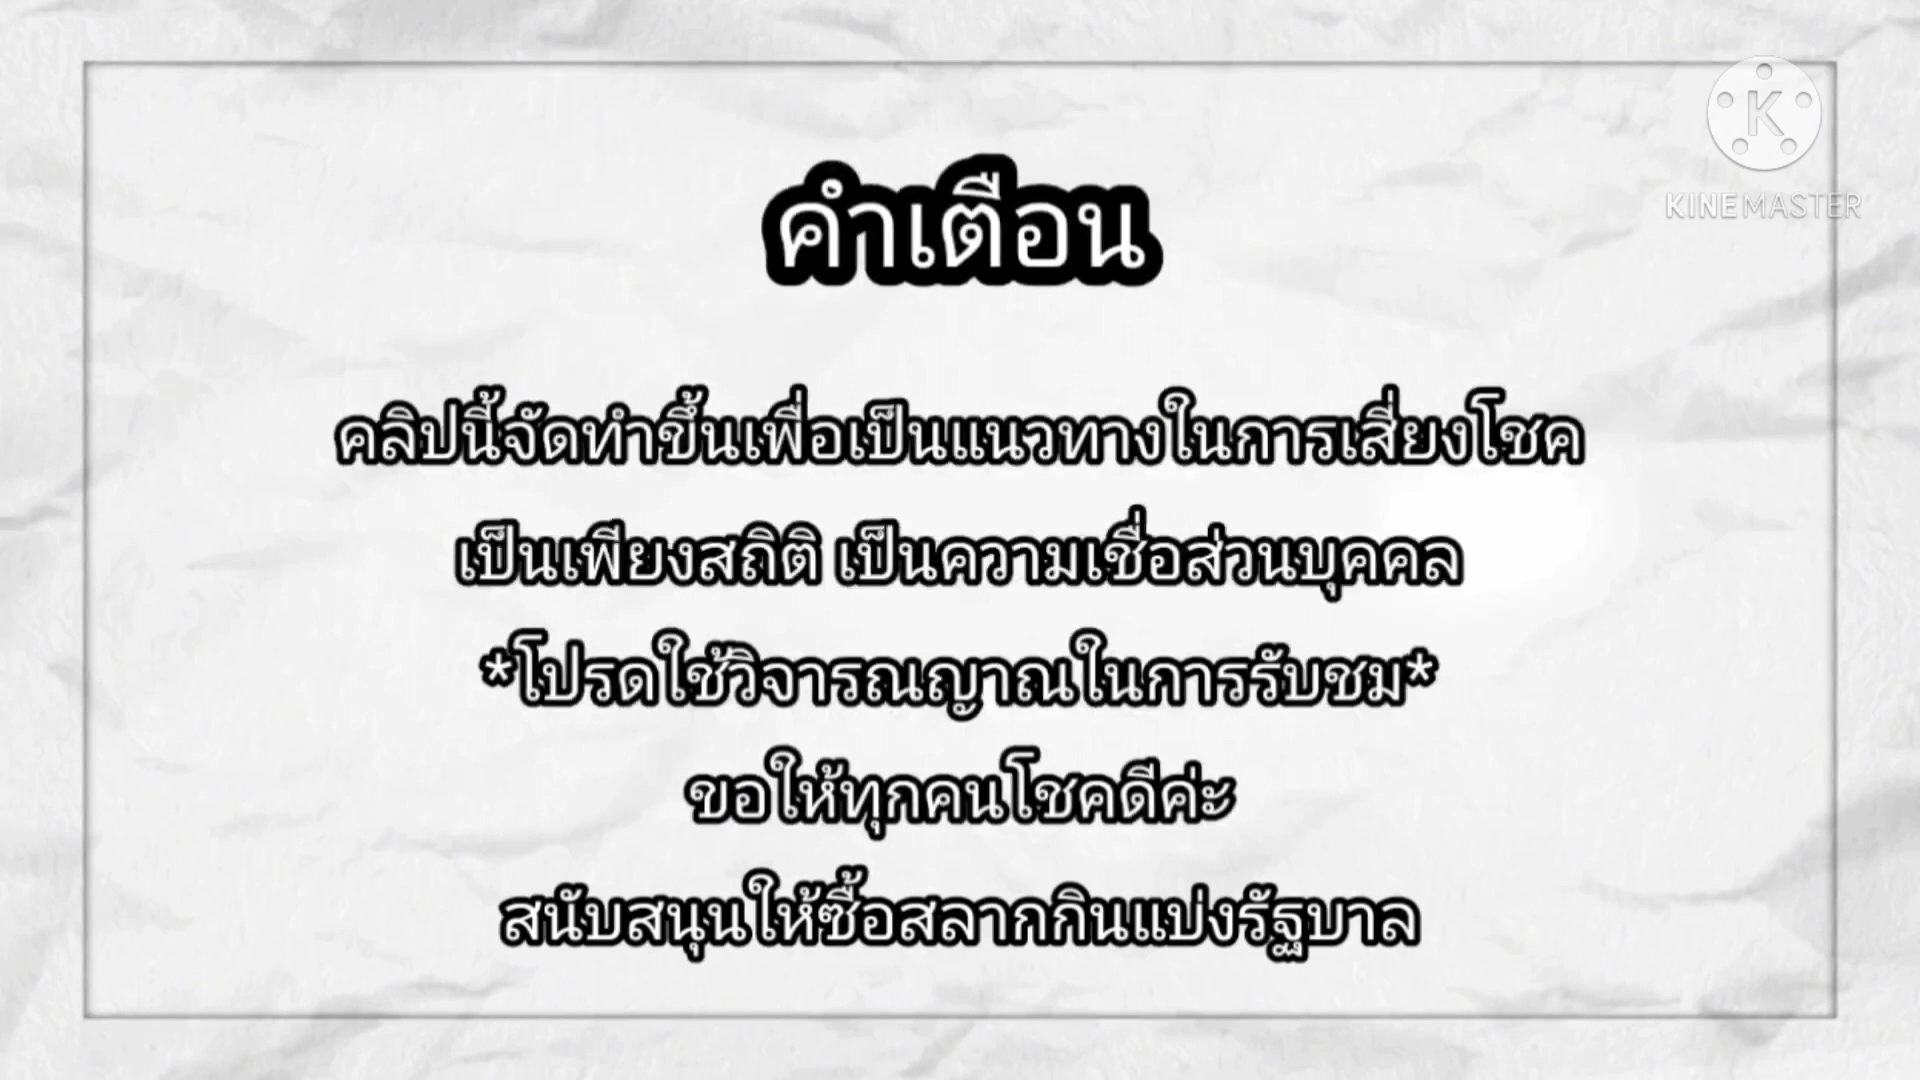 คำเตือน
คลิปนี้จัดทำขึ้นเพื่อเป็นแนวทางในการเสี่ยงโชค
เป็นเพียงสถิติ เป็นความเชื่อส่วนบุคคล
*โปรดใช้วิจารณญาณในการรับชม*
ขอให้ทุกคนโชคดีค่ะ
สนับสนุนให้ซื้อสลากกินแบ่งรัฐบาล
K
KINEMASTER